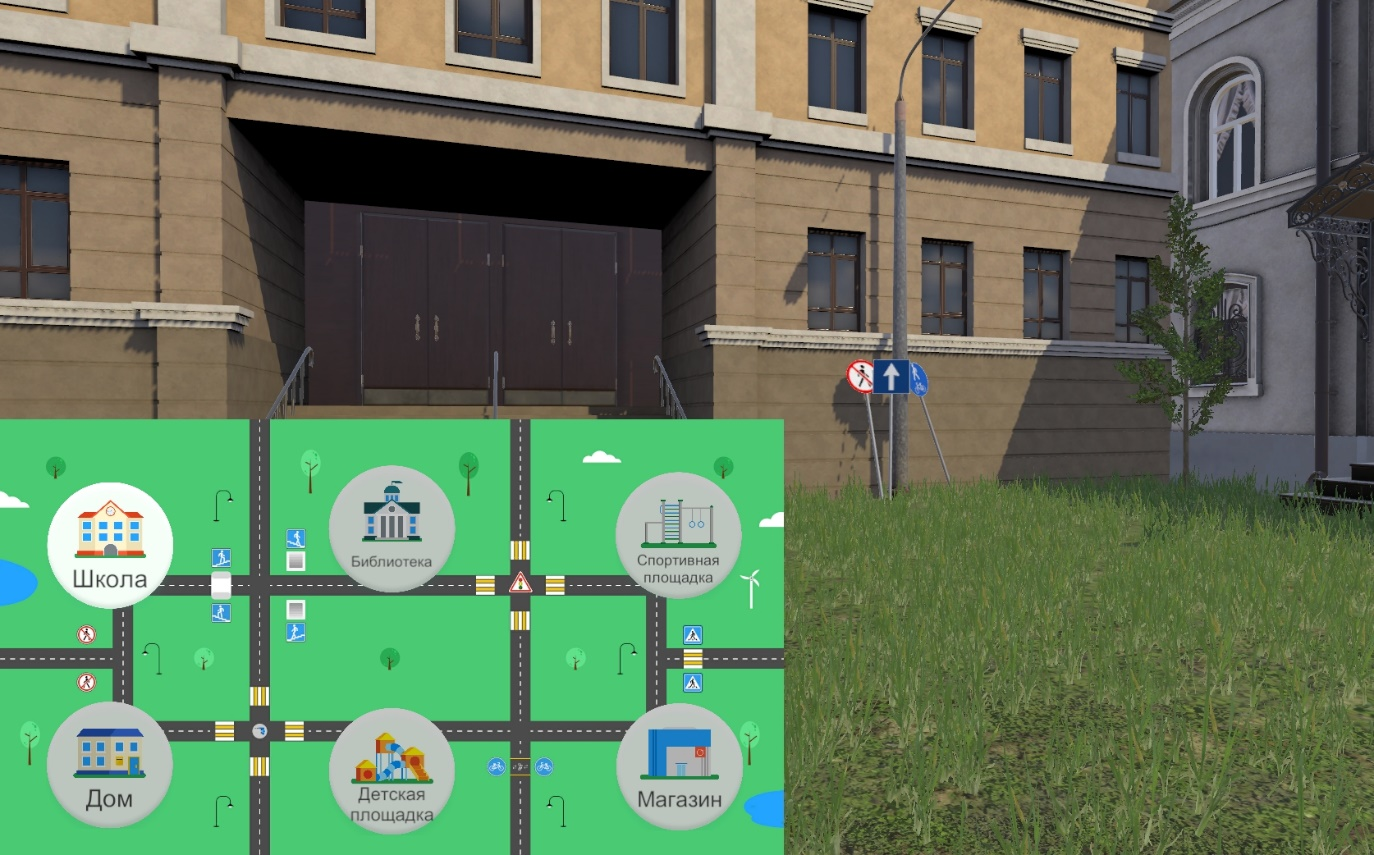 Школа
Библиотека
Спортивная
площадка
Дом
Детская
площадка
Магазин